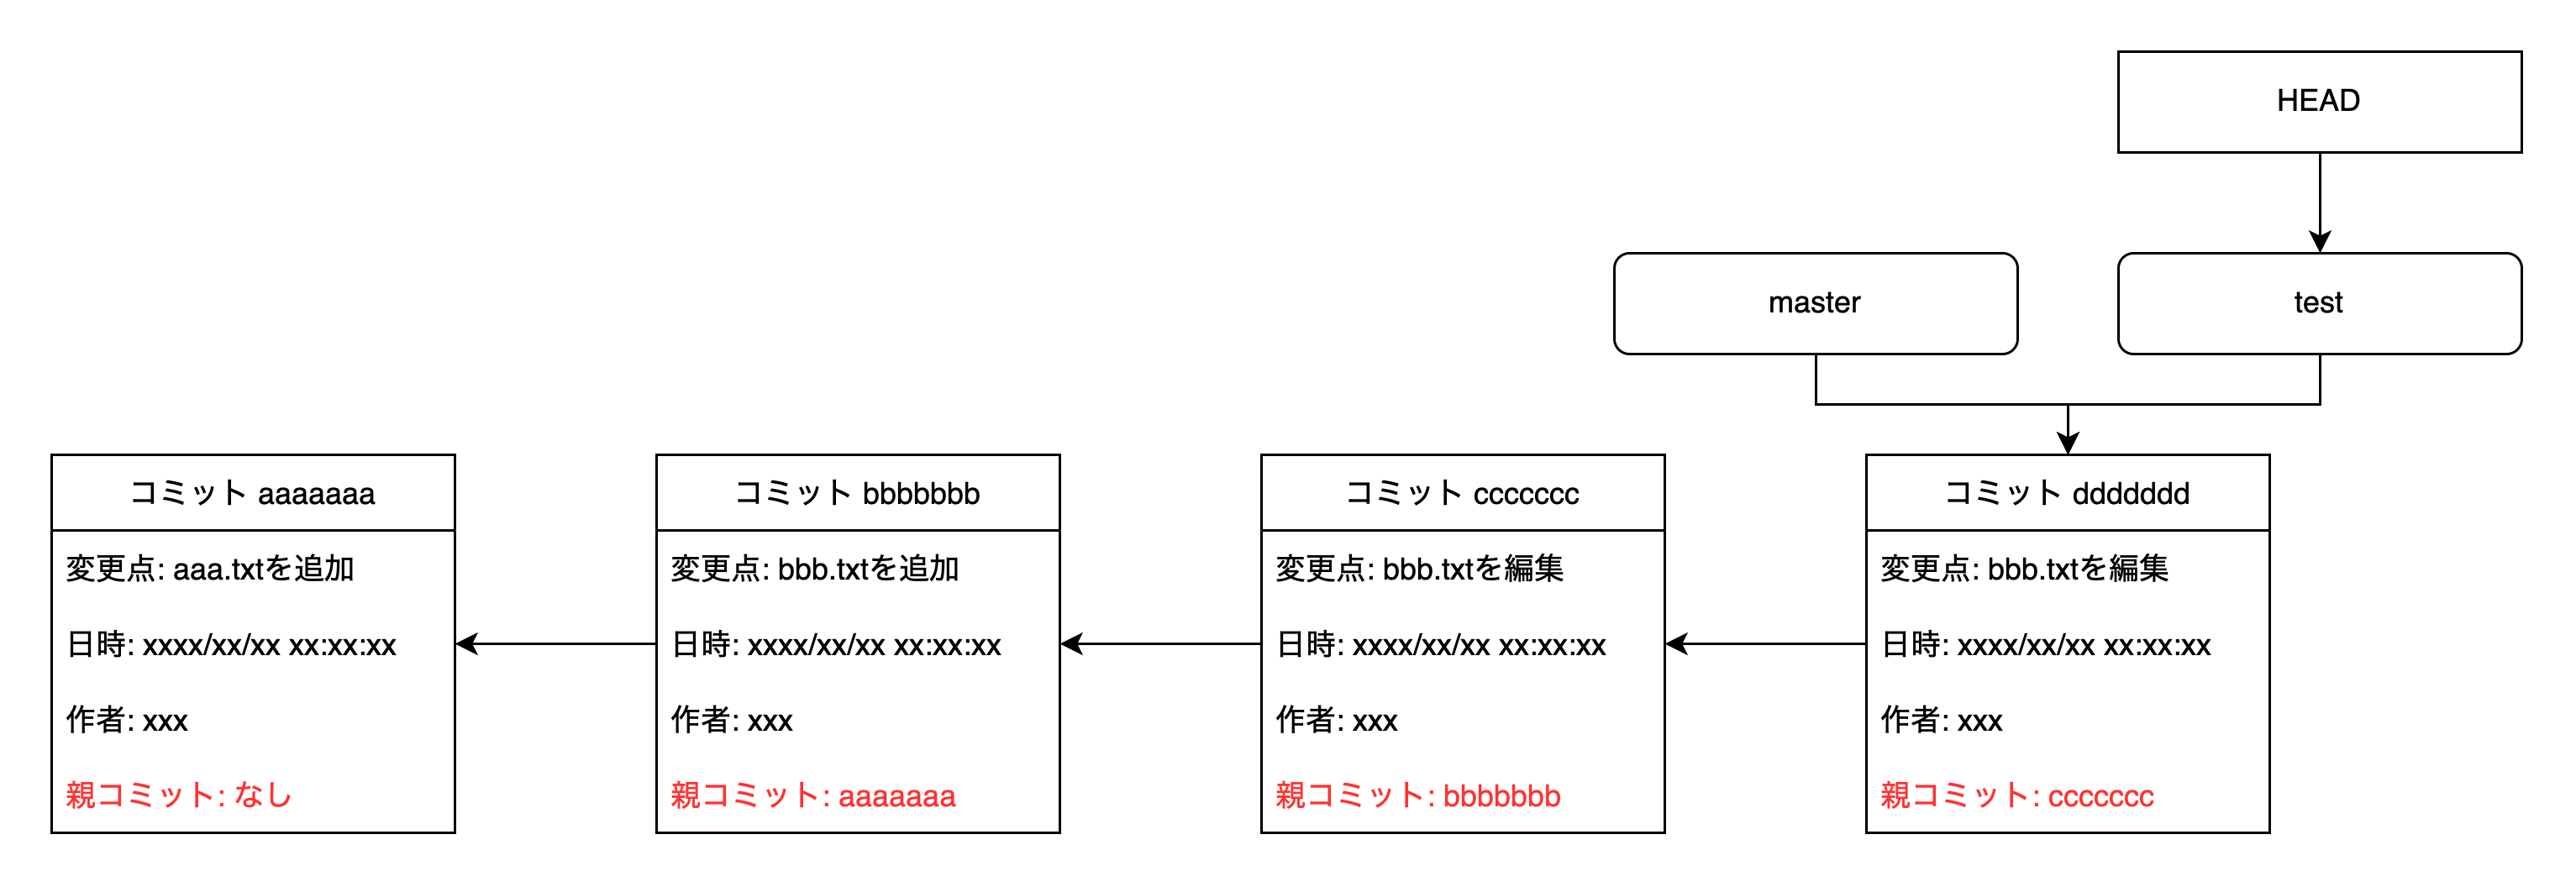 HEAD
master
test
コミット aaaaaaa
変更点: aaa.txtを追加
日時: xxxx/xx/xx xx:xx:xx
作者: xxx
親コミット: なし
コミット bbbbbbb
変更点: bbb.txtを追加
日時: xxxx/xx/xx xx:xx:xx
作者: xxx
親コミット: aaaaaaa
コミット ccccccc
変更点: bbb.txtを編集
日時: xxxx/xx/xx xx:xx:xx
作者: xxx
親コミット: bbbbbbb
コミット ddddddd
変更点: bbb.txtを編集
日時: xxxx/xx/xx xx:xx:xx
作者: xxx
親コミット: ccccccc